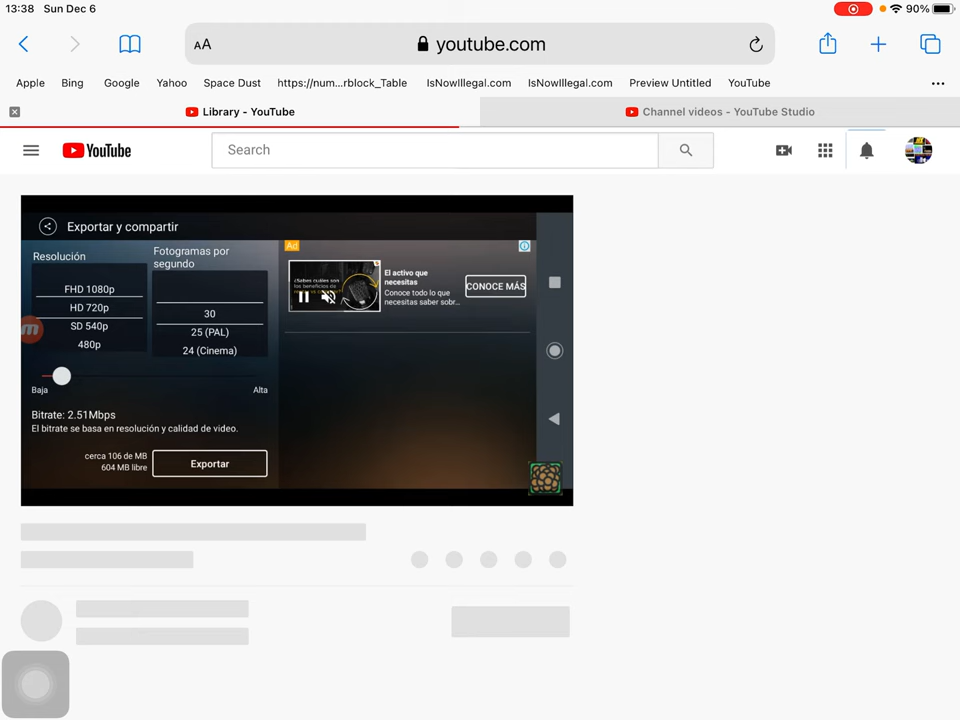 13:38 Sun Dec 6 90%
AA youtube.com
Apple Bing Google Yahoo Space Dust https://num...rblock_Table IsNowIllegal.com IsNowIllegal.com Preview Untitled YouTube
Library - YouTube Channel videos - YouTube Studio
YouTube Search
Exportar y compartir
Resolución
FHD 1080p
HD 720p
SD 540p
480p
Fotogramas por
segundo
30
25 (PAL)
24 (Cinema)
Baja Alta
Bitrate: 2.51Mbps
El bitrate se basa en resolución y calidad de video.
cerca 106 de MB
604 MB libre
Exportar
Ad
El activo que
necesitas
Conoce todo lo que
necesitas saber sobr...
CONOCE MÁS